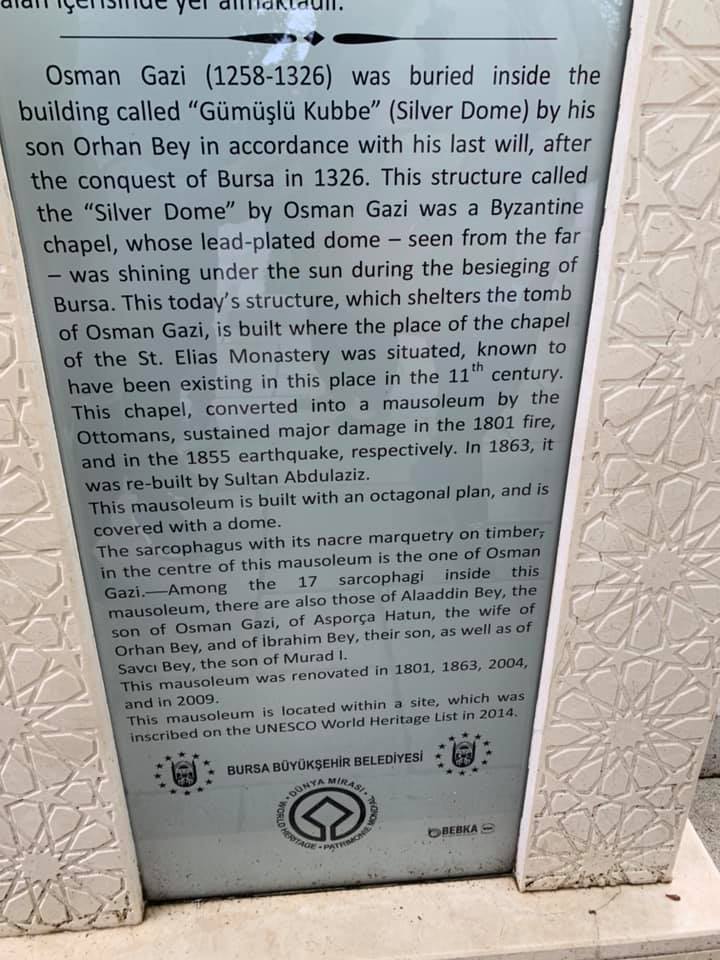 içerisinde yer almaktadır.
Osman Gazi (1258-1326) was buried inside the
building called “Gümüşlü Kubbe” (Silver Dome) by his
son Orhan Bey in accordance with his last will, after
the conquest of Bursa in 1326. This structure called
the “Silver Dome” by Osman Gazi was a Byzantine
chapel, whose lead-plated dome – seen from the far
– was shining under the sun during the besieging of
Bursa. This today’s structure, which shelters the tomb
of Osman Gazi, is built where the place of the chapel
of the St. Elias Monastery was situated, known to
have been existing in this place in the 11th century.
This chapel, converted into a mausoleum by the
Ottomans, sustained major damage in the 1801 fire,
and in the 1855 earthquake, respectively. In 1863, it
was re-built by Sultan Abdulaziz.
This mausoleum is built with an octagonal plan, and is
covered with a dome.
The sarcophagus with its nacre marquetry on timber,
in the centre of this mausoleum is the one of Osman
Gazi.—Among the 17 sarcophagi inside this
mausoleum, there are also those of Alaaddin Bey, the
son of Osman Gazi, of Asporça Hatun, the wife of
Orhan Bey, and of İbrahim Bey, their son, as well as of
Savcı Bey, the son of Murad I.
This mausoleum was renovated in 1801, 1863, 2004,
and in 2009.
This mausoleum is located within a site, which was
inscribed on the UNESCO World Heritage List in 2014.
BURSA BÜYÜKŞEHİR BELEDİYESİ
DÜNYA MİRASI • WORLD HERITAGE • PATRIMOINE MONDIAL
BEBKA